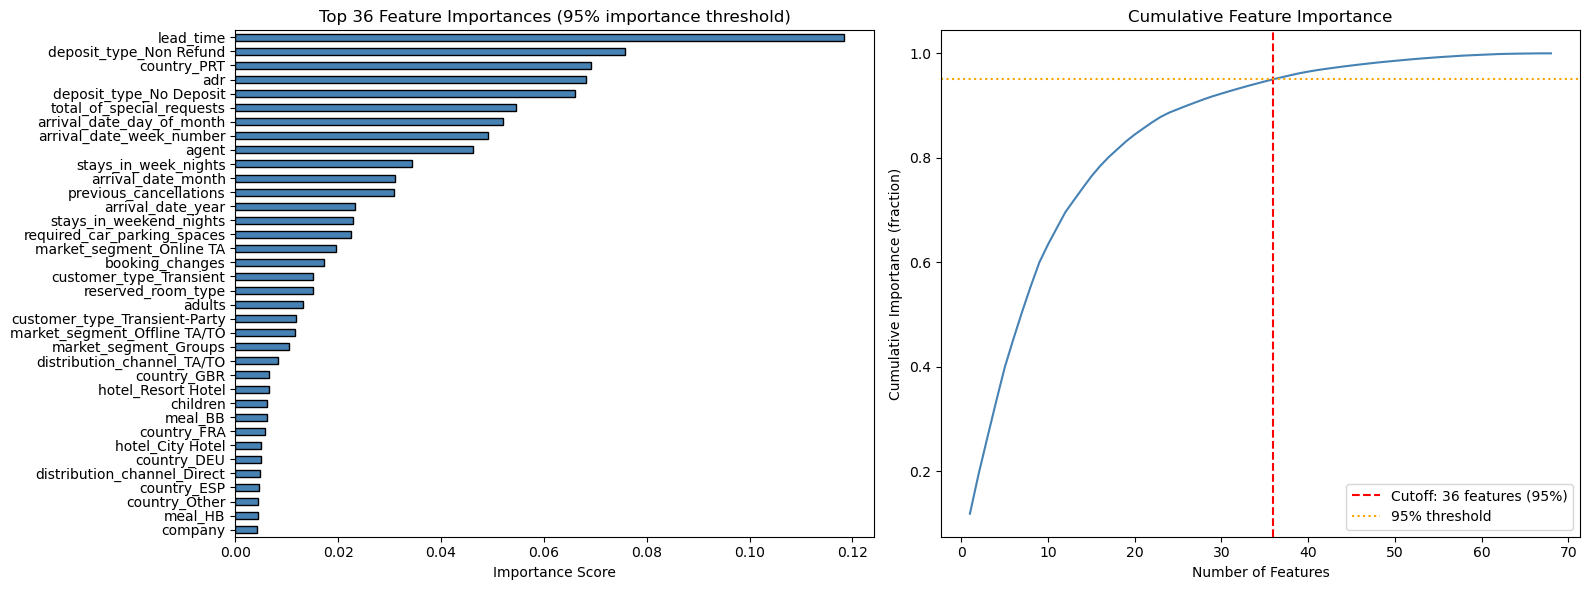 Top 36 Feature Importances (95% importance threshold)
lead_time
deposit_type_Non Refund
country_PRT
adr
deposit_type_No Deposit
total_of_special_requests
arrival_date_day_of_month
arrival_date_week_number
agent
stays_in_week_nights
arrival_date_month
previous_cancellations
arrival_date_year
stays_in_weekend_nights
required_car_parking_spaces
market_segment_Online TA
booking_changes
customer_type_Transient
reserved_room_type
adults
customer_type_Transient-Party
market_segment_Offline TA/TO
market_segment_Groups
distribution_channel_TA/TO
country_GBR
hotel_Resort Hotel
children
meal_BB
country_FRA
hotel_City Hotel
country_DEU
distribution_channel_Direct
country_ESP
country_Other
meal_HB
company
0.00 0.02 0.04 0.06 0.08 0.10 0.12
Importance Score
Cumulative Feature Importance
Cumulative Importance (fraction)
1.0
0.8
0.6
0.4
0.2
Cutoff: 36 features (95%)
95% threshold
0 10 20 30 40 50 60 70
Number of Features